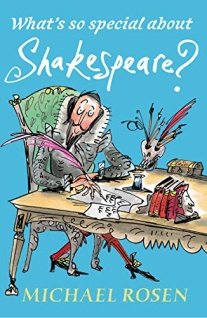 What's so special about
Shakespeare?
MICHAEL ROSEN